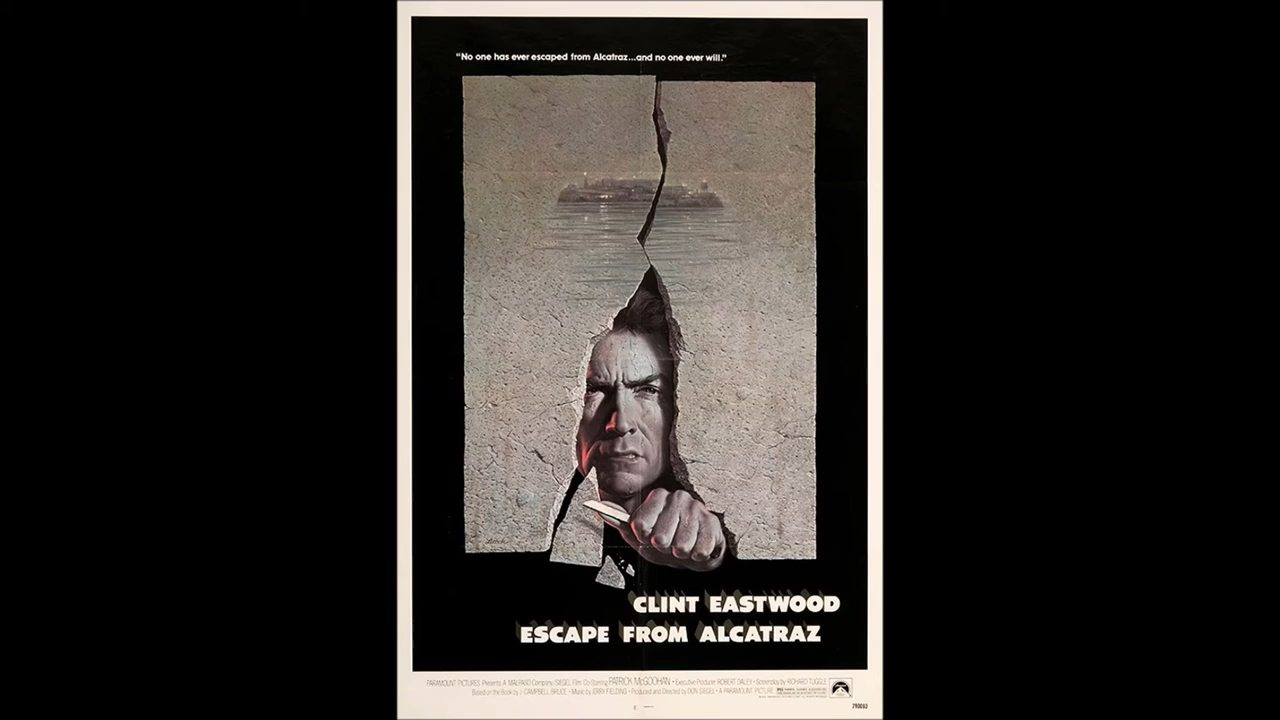 "No one has ever escaped from Alcatraz...and no one ever will."
CLINT EASTWOOD
ESCAPE FROM ALCATRAZ
PARAMOUNT PICTURES Presents A MALPASO Company/SIEGEL Film Co-Starring PATRICK McGOOHAN • Executive Producer ROBERT DALEY • Screenplay by RICHARD TUGGLE
Based on the Book by J. CAMPBELL BRUCE • Music by JERRY FIELDING • Produced and Directed by DON SIEGEL • A PARAMOUNT PICTURE
790063